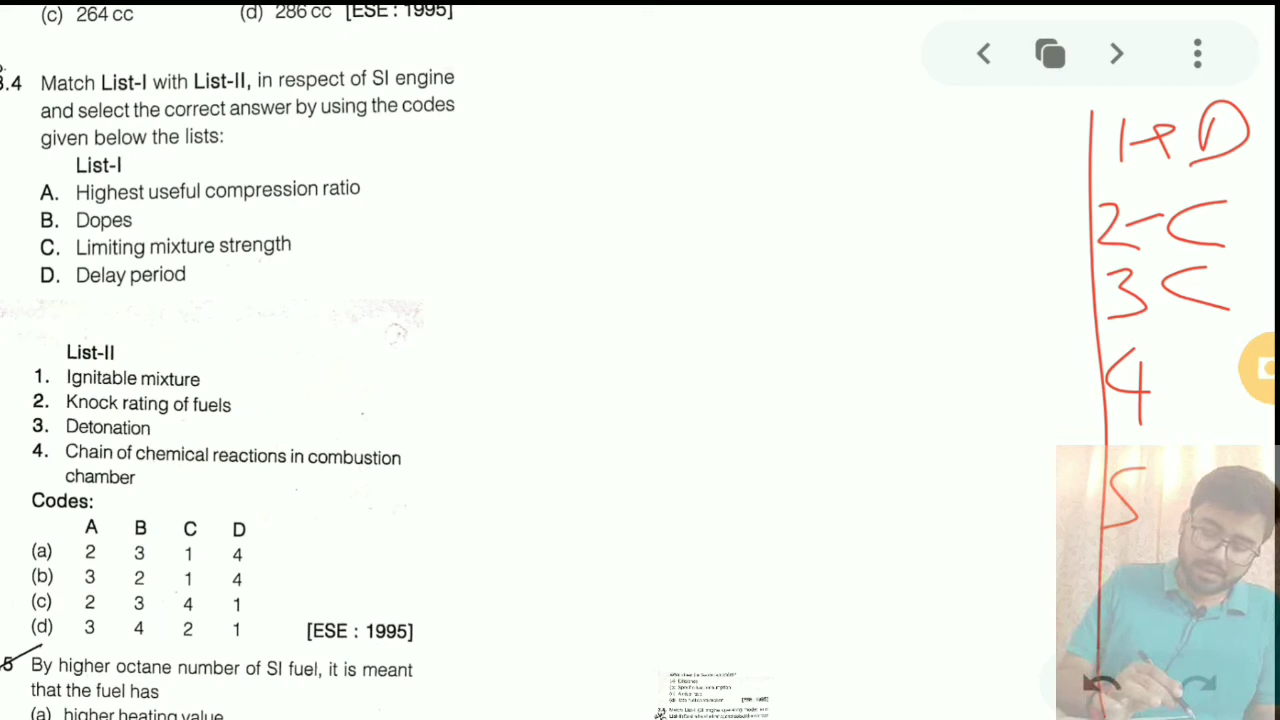 (c) 264 cc (d) 286 cc [ESE : 1995]
3.4 Match List-I with List-II, in respect of SI engine
and select the correct answer by using the codes
given below the lists:
List-I
A. Highest useful compression ratio
B. Dopes
C. Limiting mixture strength
D. Delay period
List-II
1. Ignitable mixture
2. Knock rating of fuels
3. Detonation
4. Chain of chemical reactions in combustion
chamber
Codes:
A B C D
(a) 2 3 1 4
(b) 3 2 1 4
(c) 2 3 4 1
(d) 3 4 2 1 [ESE : 1995]
5 By higher octane number of SI fuel, it is meant
that the fuel has
(a) higher heating value
1 D
2-C
3 C
4
5